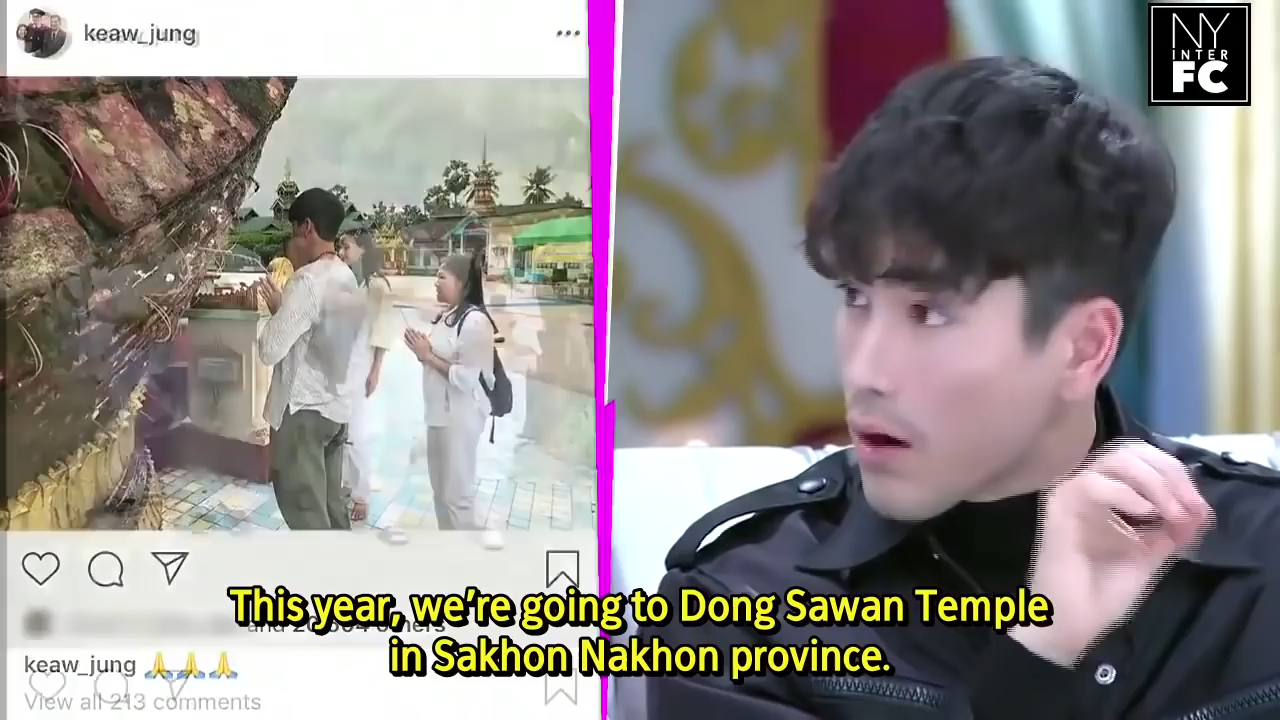 keaw_jung
NY
INTER
FC
This year, we're going to Dong Sawan Temple
in Sakhon Nakhon province.
others
keaw_jung 🙏🙏🙏
View all 213 comments